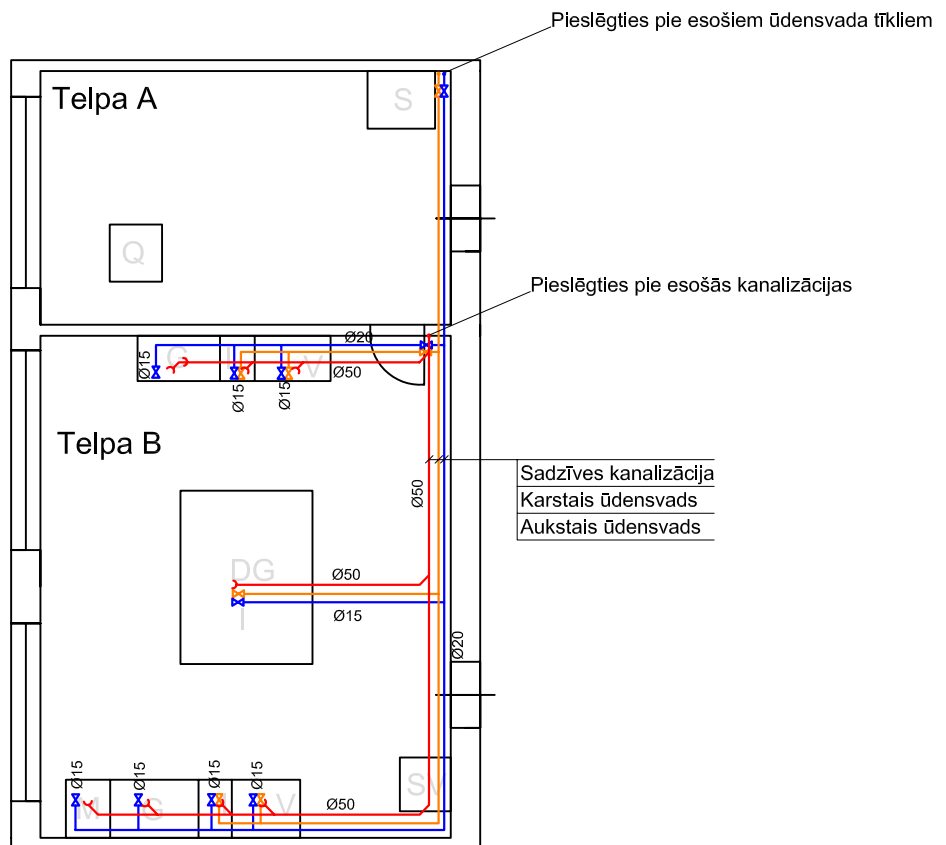 Pieslēgties pie esošiem ūdensvada tīkliem
Telpa A
S
Q
Pieslēgties pie esošās kanalizācijas
Ø20
G
I
V
Ø15
Ø50
Ø15
Ø15
Telpa B
Sadzīves kanalizācija
Karstais ūdensvads
Aukstais ūdensvads
Ø50
DG
I
Ø50
Ø15
Ø20
SV
Ø15
Ø15
Ø15
Ø15
M
G
I
V
Ø50